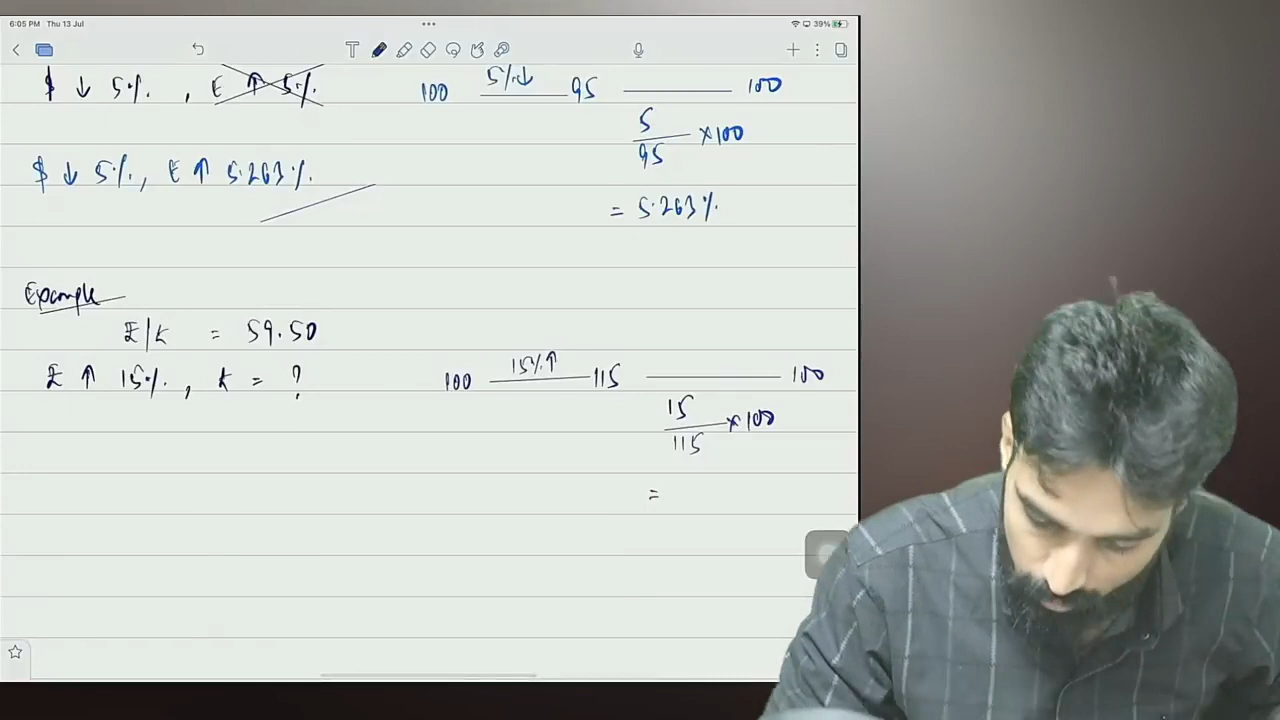 6:05 PM Thu 13 Jul
39%
$ ↓ 5%. , € ↑ 5%.
100 5%↓ 95 100
5
95 ×100
$ ↓ 5%, € ↑ 5.263%.
= 5.263%
Example
= 59.50
↑ 15%. , = ?
100 15%↑ 115 100
15
115 ×100
=